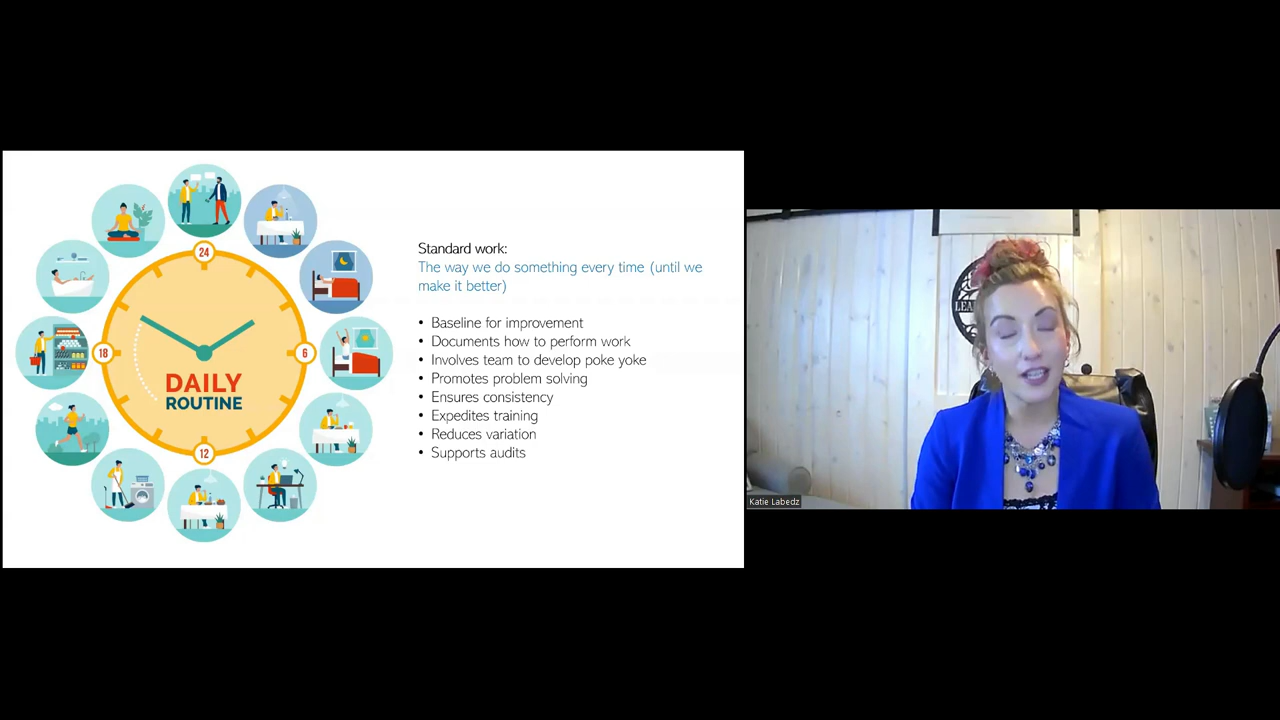 24
18
6
12
DAILY
ROUTINE
Standard work:
The way we do something every time (until we
make it better)
• Baseline for improvement
• Documents how to perform work
• Involves team to develop poke yoke
• Promotes problem solving
• Ensures consistency
• Expedites training
• Reduces variation
• Supports audits
Katie Labedz